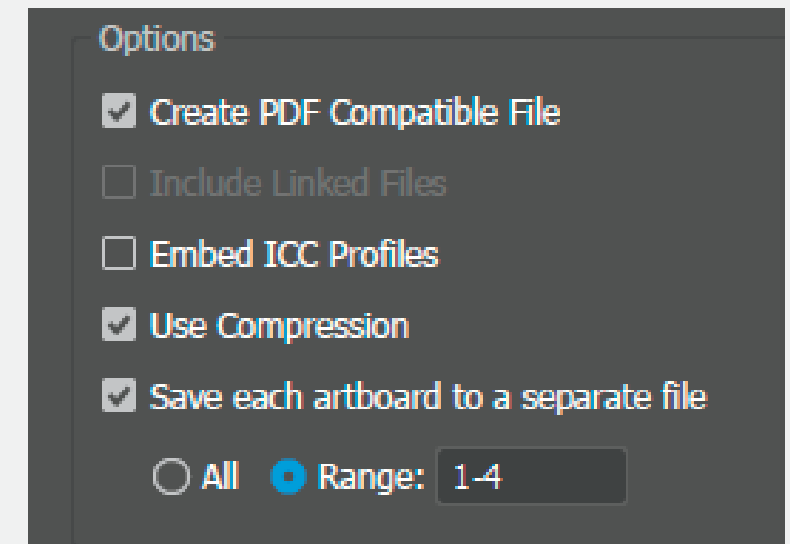 Options
Create PDF Compatible File
Include Linked Files
Embed ICC Profiles
Use Compression
Save each artboard to a separate file
All Range: 1-4